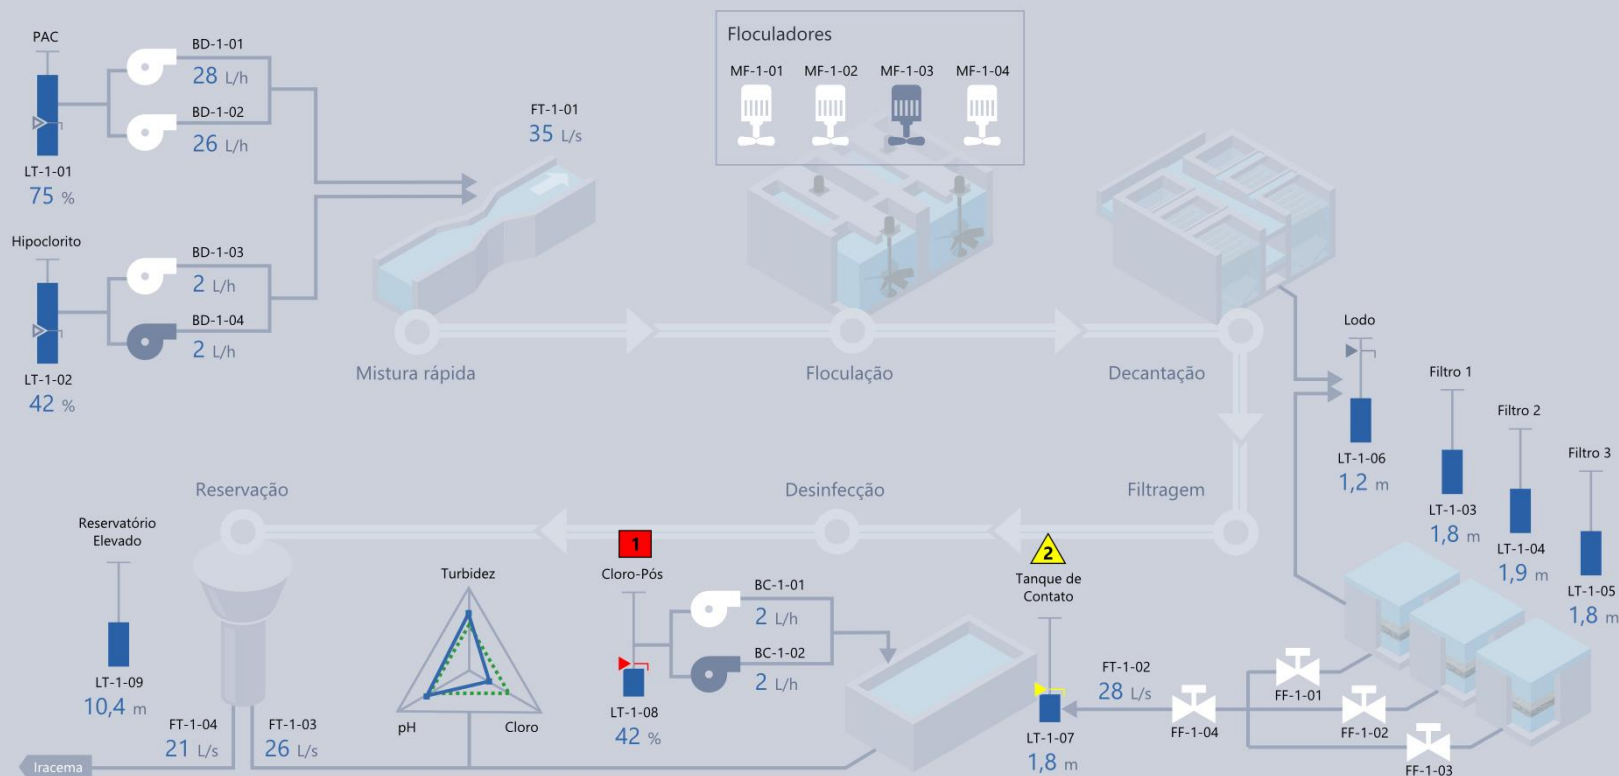 PAC
BD-1-01
28 L/h
BD-1-02
26 L/h
LT-1-01
75 %
Hipoclorito
BD-1-03
2 L/h
BD-1-04
2 L/h
LT-1-02
42 %
FT-1-01
35 L/s
Floculadores
MF-1-01 MF-1-02 MF-1-03 MF-1-04
Mistura rápida
Floculação
Decantação
Lodo
LT-1-06
1,2 m
Filtro 1
LT-1-03
1,8 m
Filtro 2
LT-1-04
1,9 m
Filtro 3
LT-1-05
1,8 m
Reservação
Desinfecção
Filtragem
Reservatório
Elevado
LT-1-09
10,4 m
FT-1-04
21 L/s
FT-1-03
26 L/s
Iracema
Turbidez
pH
Cloro
1
Cloro-Pós
LT-1-08
42 %
BC-1-01
2 L/h
BC-1-02
2 L/h
2
Tanque de
Contato
LT-1-07
1,8 m
FT-1-02
28 L/s
FF-1-04
FF-1-01
FF-1-02
FF-1-03